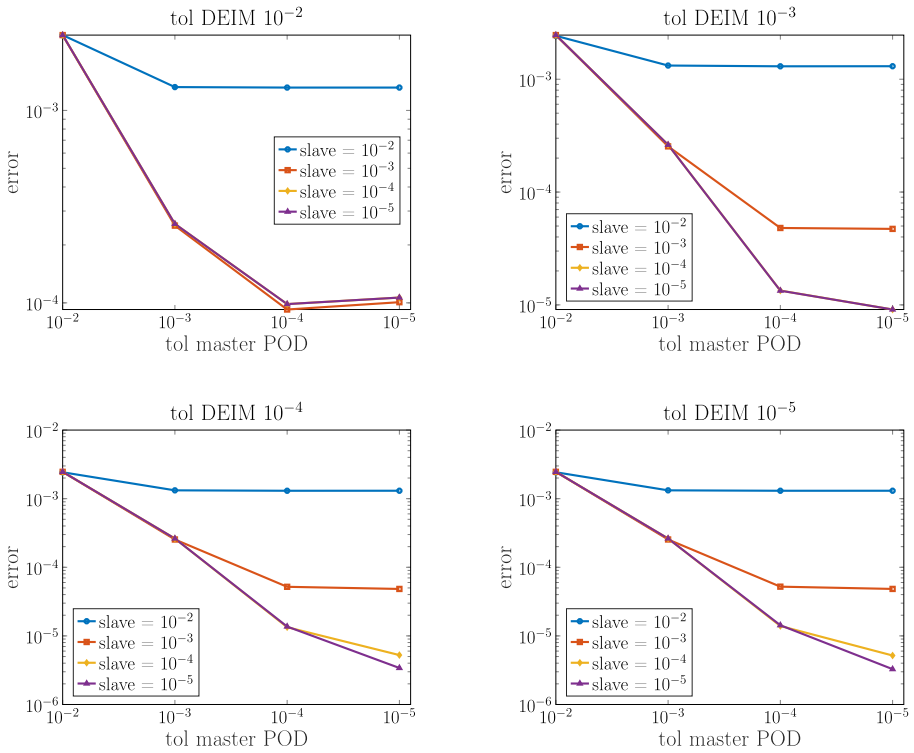 tol DEIM 10⁻²
10⁻³
10⁻⁴
error
slave = 10⁻²
slave = 10⁻³
slave = 10⁻⁴
slave = 10⁻⁵
10⁻² 10⁻³ 10⁻⁴ 10⁻⁵
tol master POD
tol DEIM 10⁻³
10⁻³
10⁻⁴
10⁻⁵
error
slave = 10⁻²
slave = 10⁻³
slave = 10⁻⁴
slave = 10⁻⁵
10⁻² 10⁻³ 10⁻⁴ 10⁻⁵
tol master POD
tol DEIM 10⁻⁴
10⁻²
10⁻³
10⁻⁴
10⁻⁵
10⁻⁶
error
slave = 10⁻²
slave = 10⁻³
slave = 10⁻⁴
slave = 10⁻⁵
10⁻² 10⁻³ 10⁻⁴ 10⁻⁵
tol master POD
tol DEIM 10⁻⁵
10⁻²
10⁻³
10⁻⁴
10⁻⁵
10⁻⁶
error
slave = 10⁻²
slave = 10⁻³
slave = 10⁻⁴
slave = 10⁻⁵
10⁻² 10⁻³ 10⁻⁴ 10⁻⁵
tol master POD